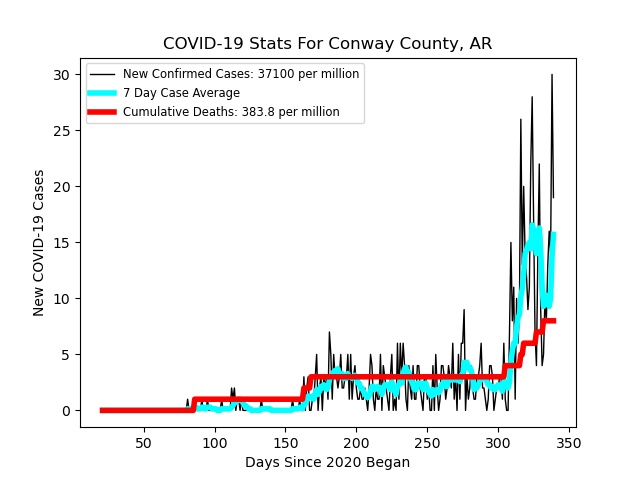 COVID-19 Stats For Conway County, AR
New Confirmed Cases: 37100 per million
7 Day Case Average
Cumulative Deaths: 383.8 per million
New COVID-19 Cases
30
25
20
15
10
5
0
50 100 150 200 250 300 350
Days Since 2020 Began